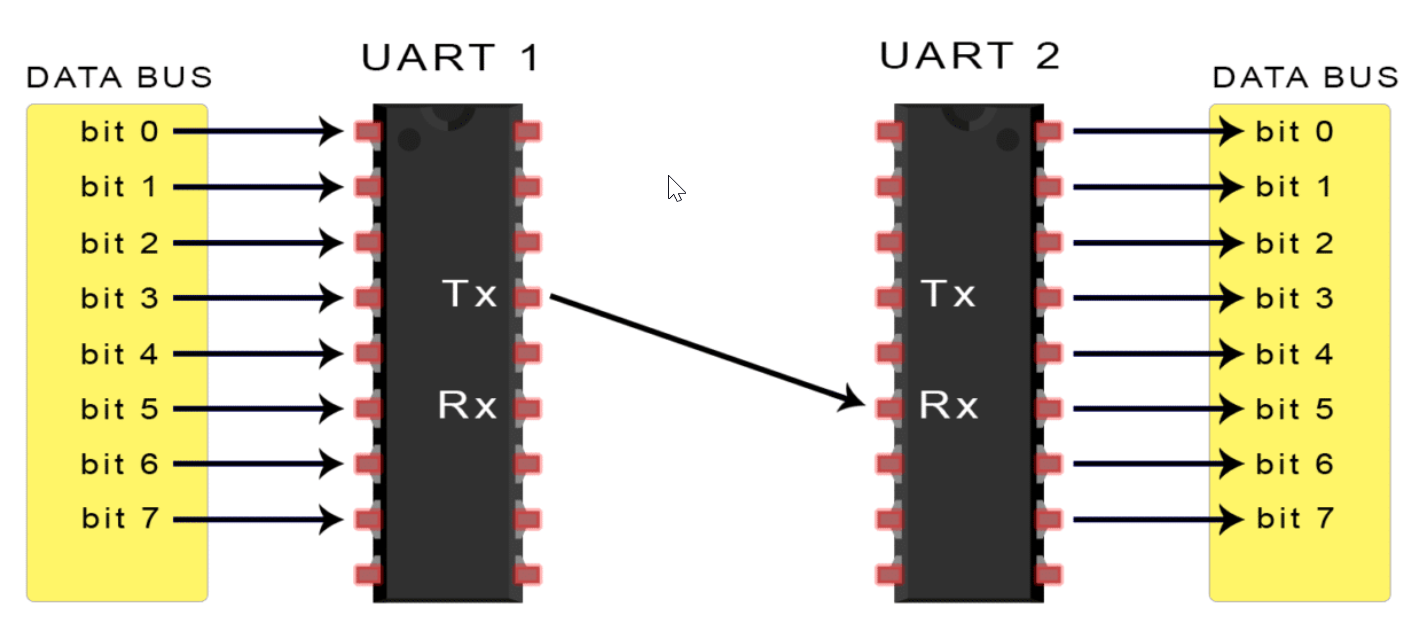 UART 1
UART 2
DATA BUS
DATA BUS
bit 0
bit 1
bit 2
bit 3
bit 4
bit 5
bit 6
bit 7
Tx
Rx
Tx
Rx
bit 0
bit 1
bit 2
bit 3
bit 4
bit 5
bit 6
bit 7